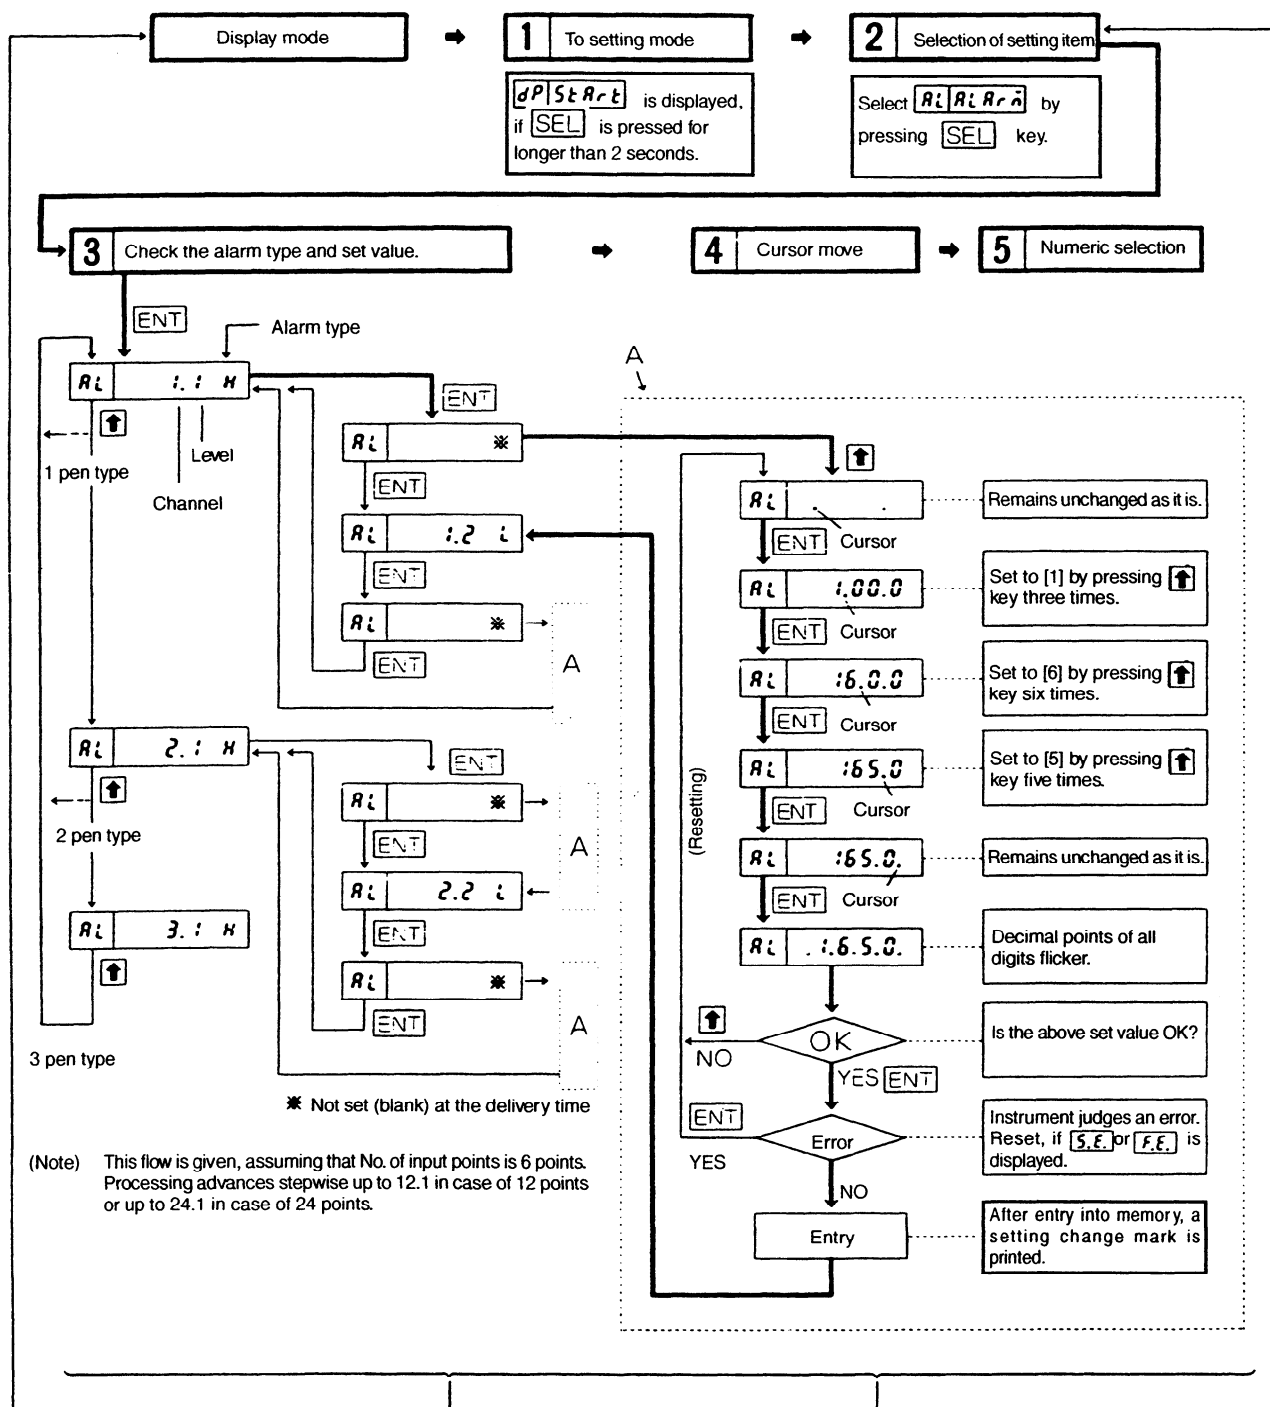 Display mode
1 To setting mode
2 Selection of setting item
dP StArt is displayed,
if SEL is pressed for
longer than 2 seconds.
Select AL ALArm by
pressing SEL key.
3 Check the alarm type and set value.
4 Cursor move
5 Numeric selection
ENT
Alarm type
AL 1.1 H
Level
Channel
1 pen type
ENT
AL ※
ENT
AL 1.2 L
ENT
AL ※
ENT
A
AL 2.1 H
2 pen type
ENT
AL ※
ENT
A
AL 2.2 L
ENT
AL ※
ENT
A
AL 3.1 H
3 pen type
※ Not set (blank) at the delivery time
(Note) This flow is given, assuming that No. of input points is 6 points.
Processing advances stepwise up to 12.1 in case of 12 points
or up to 24.1 in case of 24 points.
A
⬆
AL . .
Remains unchanged as it is.
ENT Cursor
AL 1.00.0
Set to [1] by pressing ⬆
key three times.
ENT Cursor
AL 16.0.0
Set to [6] by pressing ⬆
key six times.
ENT Cursor
AL 165.0
Set to [5] by pressing ⬆
key five times.
ENT Cursor
(Resetting)
AL 165.0.
Remains unchanged as it is.
ENT Cursor
AL .1.6.5.0.
Decimal points of all
digits flicker.
⬆
NO
OK
Is the above set value OK?
YES ENT
ENT
YES
Error
Instrument judges an error.
Reset, if S.E. or F.E. is
displayed.
NO
Entry
After entry into memory, a
setting change mark is
printed.